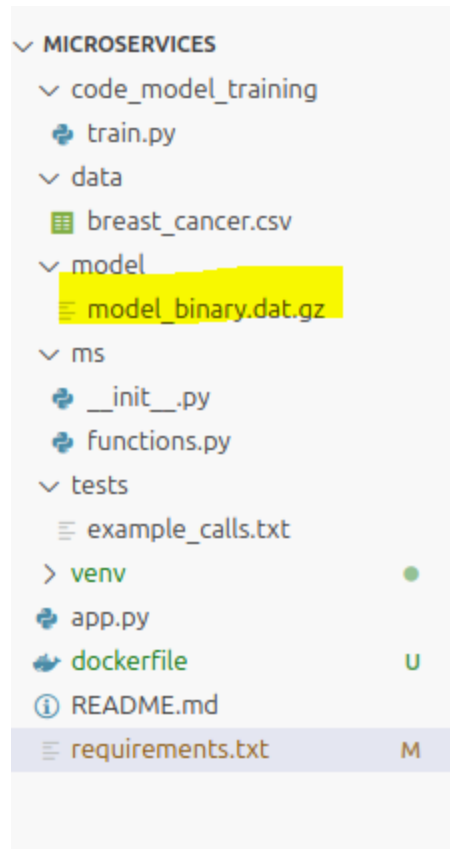 MICROSERVICES
code_model_training
train.py
data
breast_cancer.csv
model
model_binary.dat.gz
ms
__init__.py
functions.py
tests
example_calls.txt
venv
app.py
dockerfile U
README.md
requirements.txt M